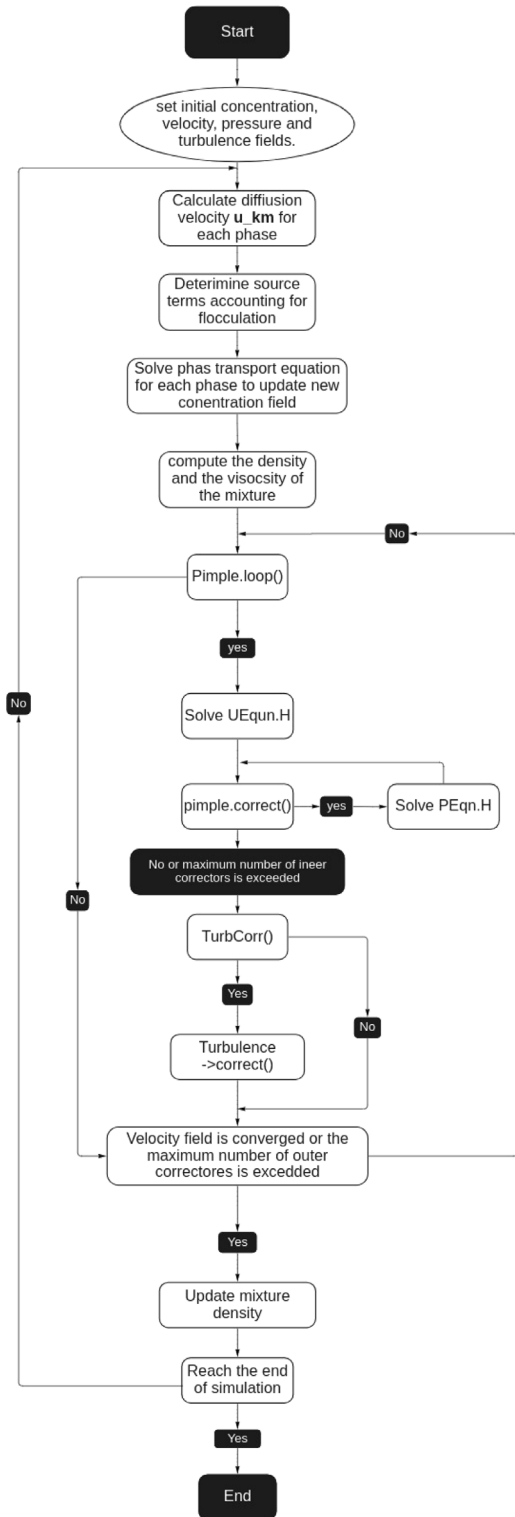 Start
set initial concentration,
velocity, pressure and
turbulence fields.
Calculate diffiusion
velocity u_km for
each phase
Deterimine source
terms accounting for
flocculation
Solve phas transport equation
for each phase to update new
conentration field
compute the density
and the visocsity of
the mixture
No
Pimple.loop()
yes
Solve UEqun.H
No
pimple.correct()
yes
Solve PEqn.H
No or maximum number of ineer
correctors is exceeded
No
TurbCorr()
Yes
No
Turbulence
->correct()
Velocity field is converged or the
maximum number of outer
correctores is excedded
Yes
Update mixture
density
Reach the end
of simulation
Yes
End